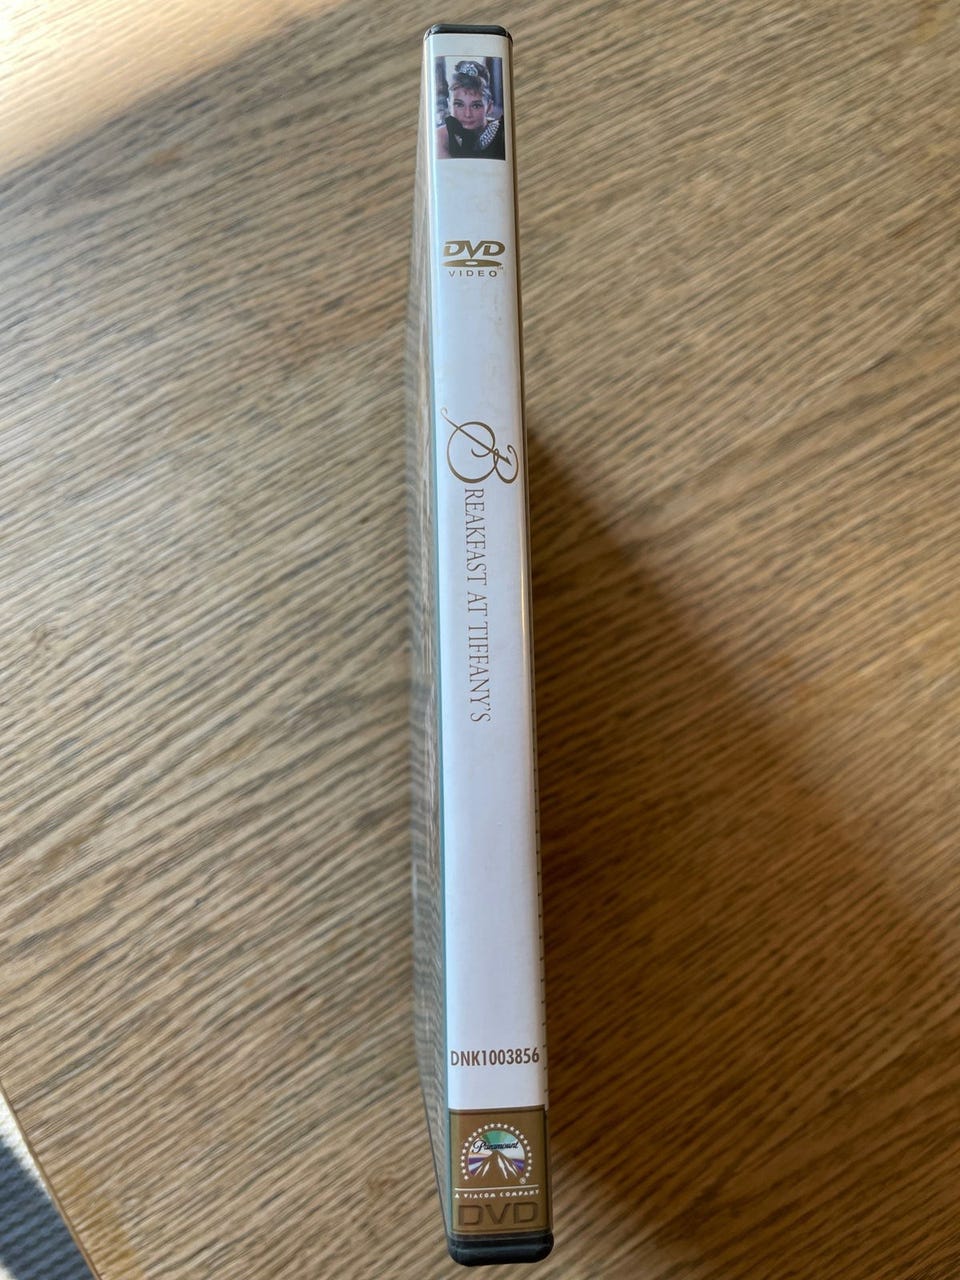 DVD
VIDEO
BREAKFAST AT TIFFANY'S
DNK1003856
Paramount
A VIACOM COMPANY
DVD